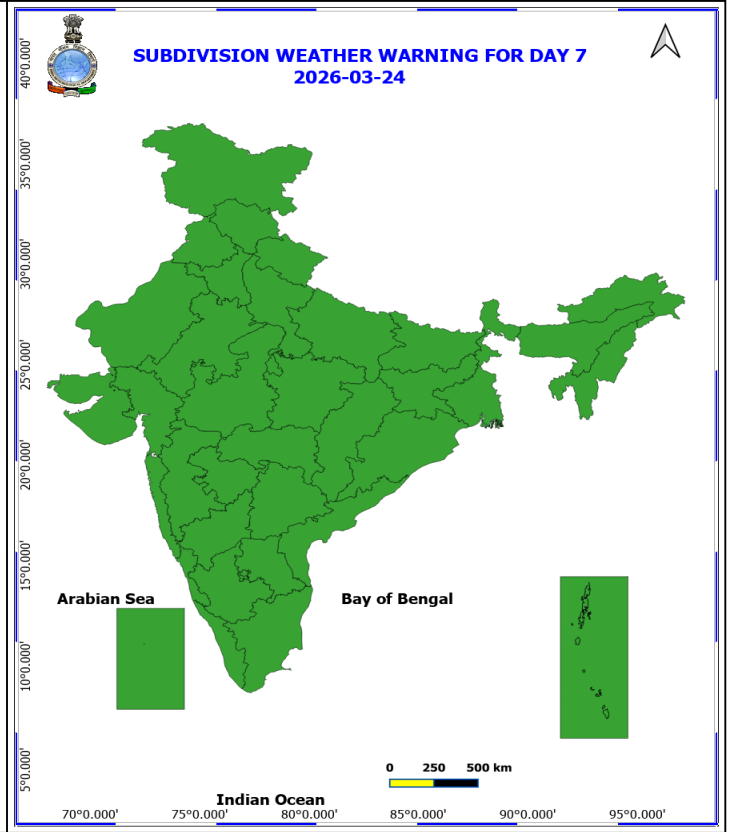 SUBDIVISION WEATHER WARNING FOR DAY 7
2026-03-24
40°0.000'
35°0.000'
30°0.000'
25°0.000'
20°0.000'
15°0.000'
10°0.000'
5°0.000'
Arabian Sea
Bay of Bengal
0 250 500 km
Indian Ocean
70°0.000' 75°0.000' 80°0.000' 85°0.000' 90°0.000' 95°0.000'